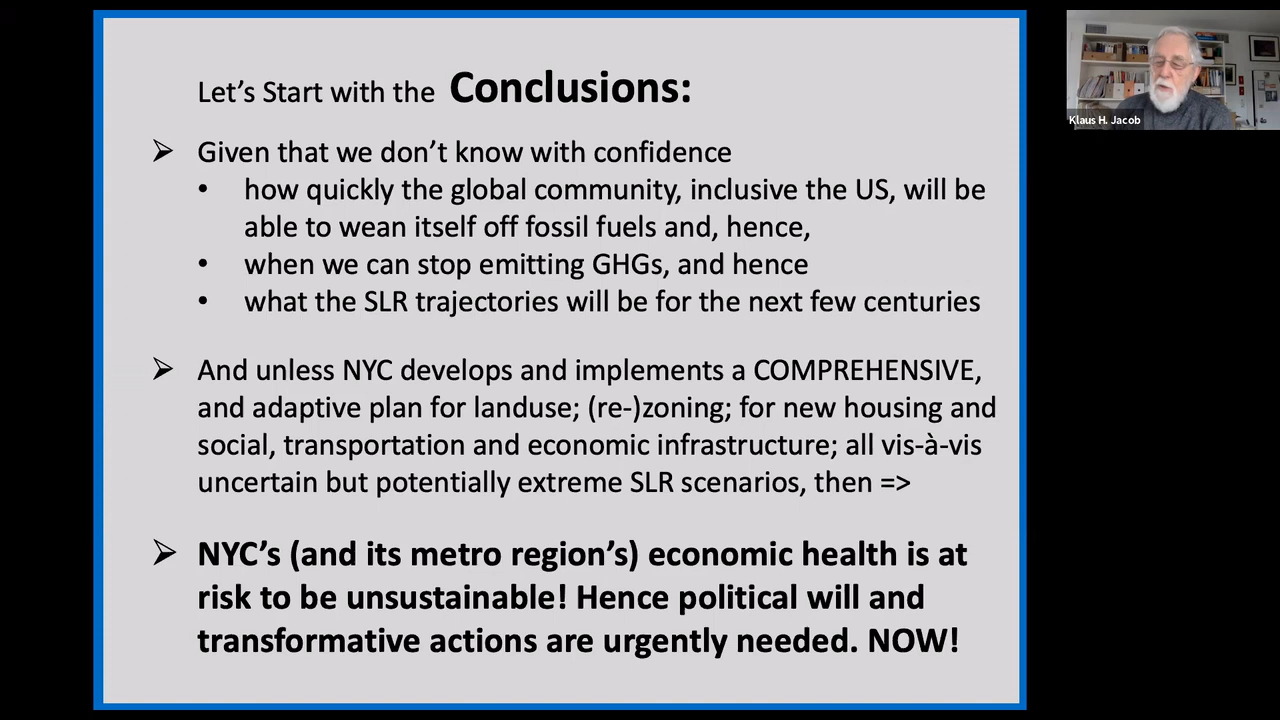 Let's Start with the Conclusions:
➢ Given that we don't know with confidence
• how quickly the global community, inclusive the US, will be
able to wean itself off fossil fuels and, hence,
• when we can stop emitting GHGs, and hence
• what the SLR trajectories will be for the next few centuries
➢ And unless NYC develops and implements a COMPREHENSIVE,
and adaptive plan for landuse; (re-)zoning; for new housing and
social, transportation and economic infrastructure; all vis-à-vis
uncertain but potentially extreme SLR scenarios, then =>
➢ NYC's (and its metro region's) economic health is at
risk to be unsustainable! Hence political will and
transformative actions are urgently needed. NOW!
Klaus H. Jacob